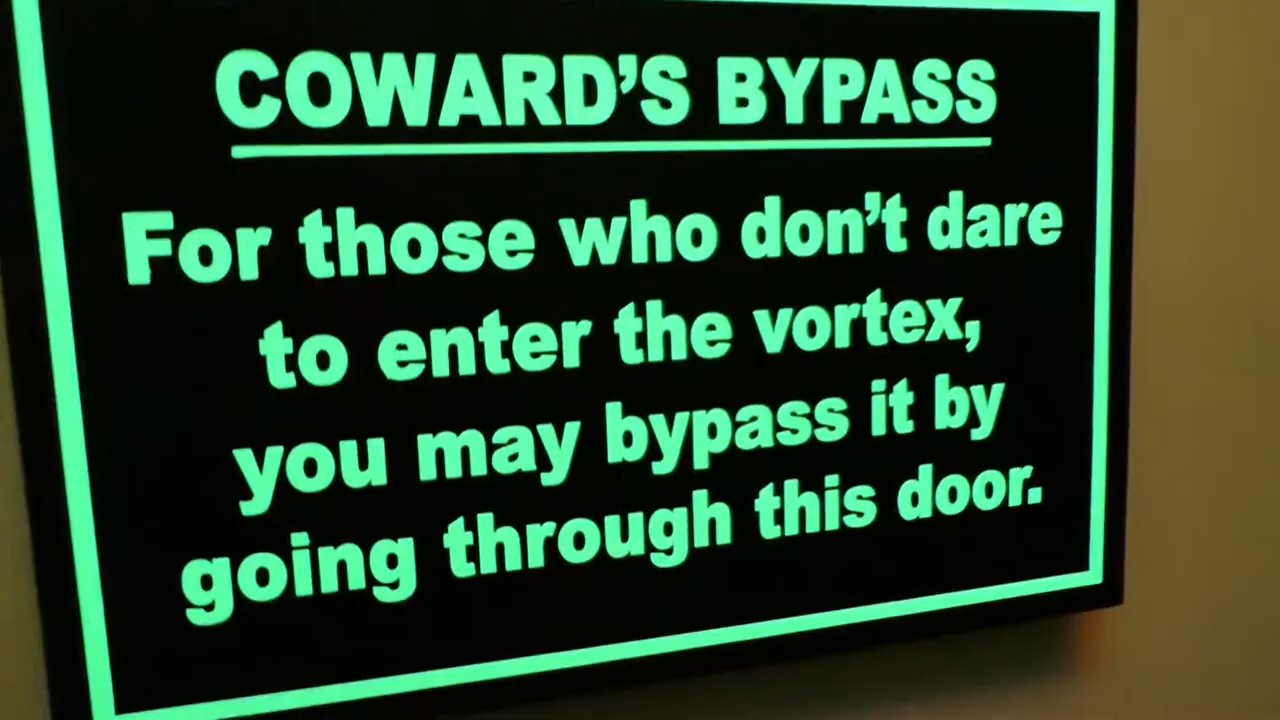 COWARD’S BYPASS
For those who don’t dare
to enter the vortex,
you may bypass it by
going through this door.